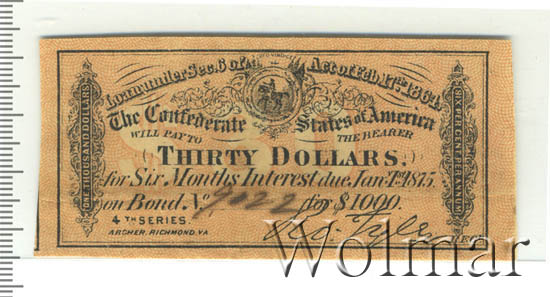 Loan under Sec. 6 of Act of Feb. 17th 1864.
The Confederate States of America
WILL PAY TO THE BEARER
THIRTY DOLLARS.
for Six Months Interest due Jan. 1st 1875.
on Bond No. 9022 for $1000.
4TH SERIES.
ARCHER, RICHMOND, VA
ONE THOUSAND DOLLARS
SIX PER CENT. PER ANNUM
Tyler
Wolmar